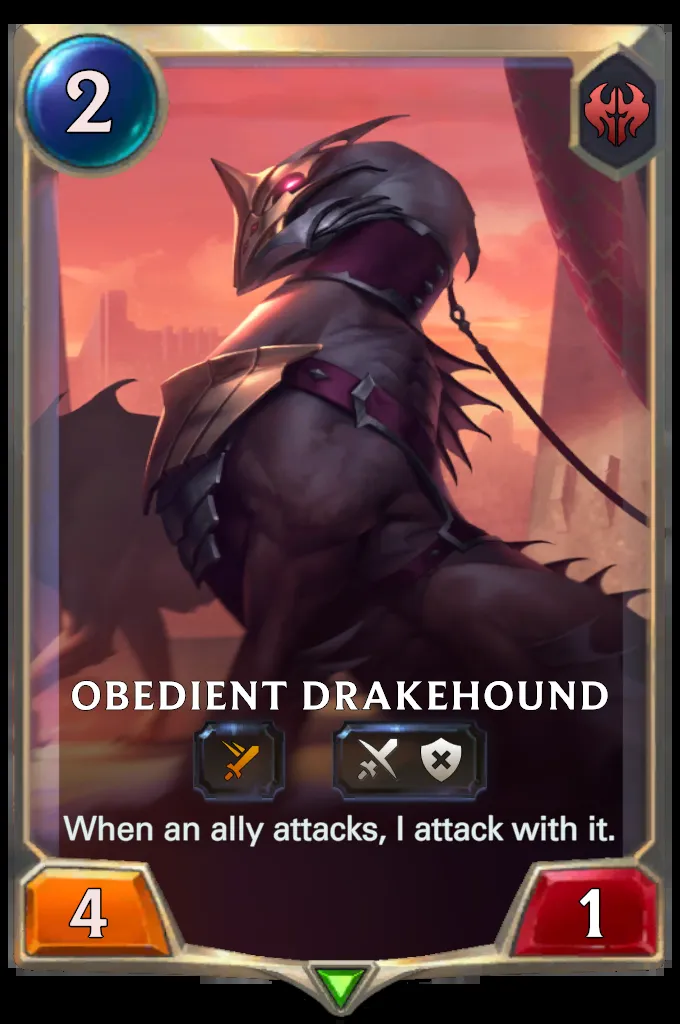 2
OBEDIENT DRAKEHOUND
When an ally attacks, I attack with it.
4
1